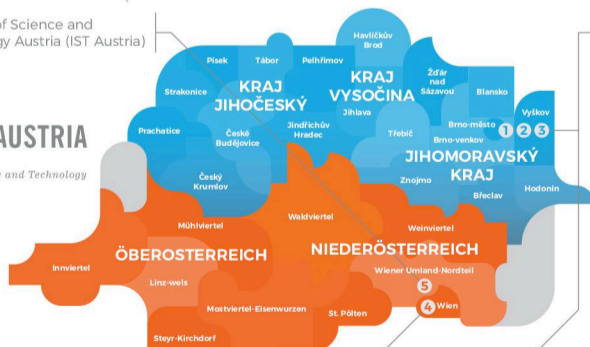 of Science and
gy Austria (IST Austria)
AUSTRIA
e and Technology
Havlíčkův
Brod
Písek
Tábor
Pelhřimov
Žďár
nad
Sázavou
Blansko
Strakonice
KRAJ
JIHOČESKÝ
KRAJ
VYSOČINA
Jihlava
Vyškov
Prachatice
České
Budějovice
Jindřichův
Hradec
Třebíč
Brno-město
1 2 3
Brno-venkov
JIHOMORAVSKÝ
KRAJ
Český
Krumlov
Znojmo
Břeclav
Hodonín
Mühlviertel
Waldviertel
Weinviertel
ÖBEROSTERREICH
NIEDERÖSTERREICH
Innviertel
Linz-wels
Wiener Umland-Nordteil
5
Mostviertel-Eisenwurzen
St. Pölten
4 Wien
Steyr-Kirchdorf